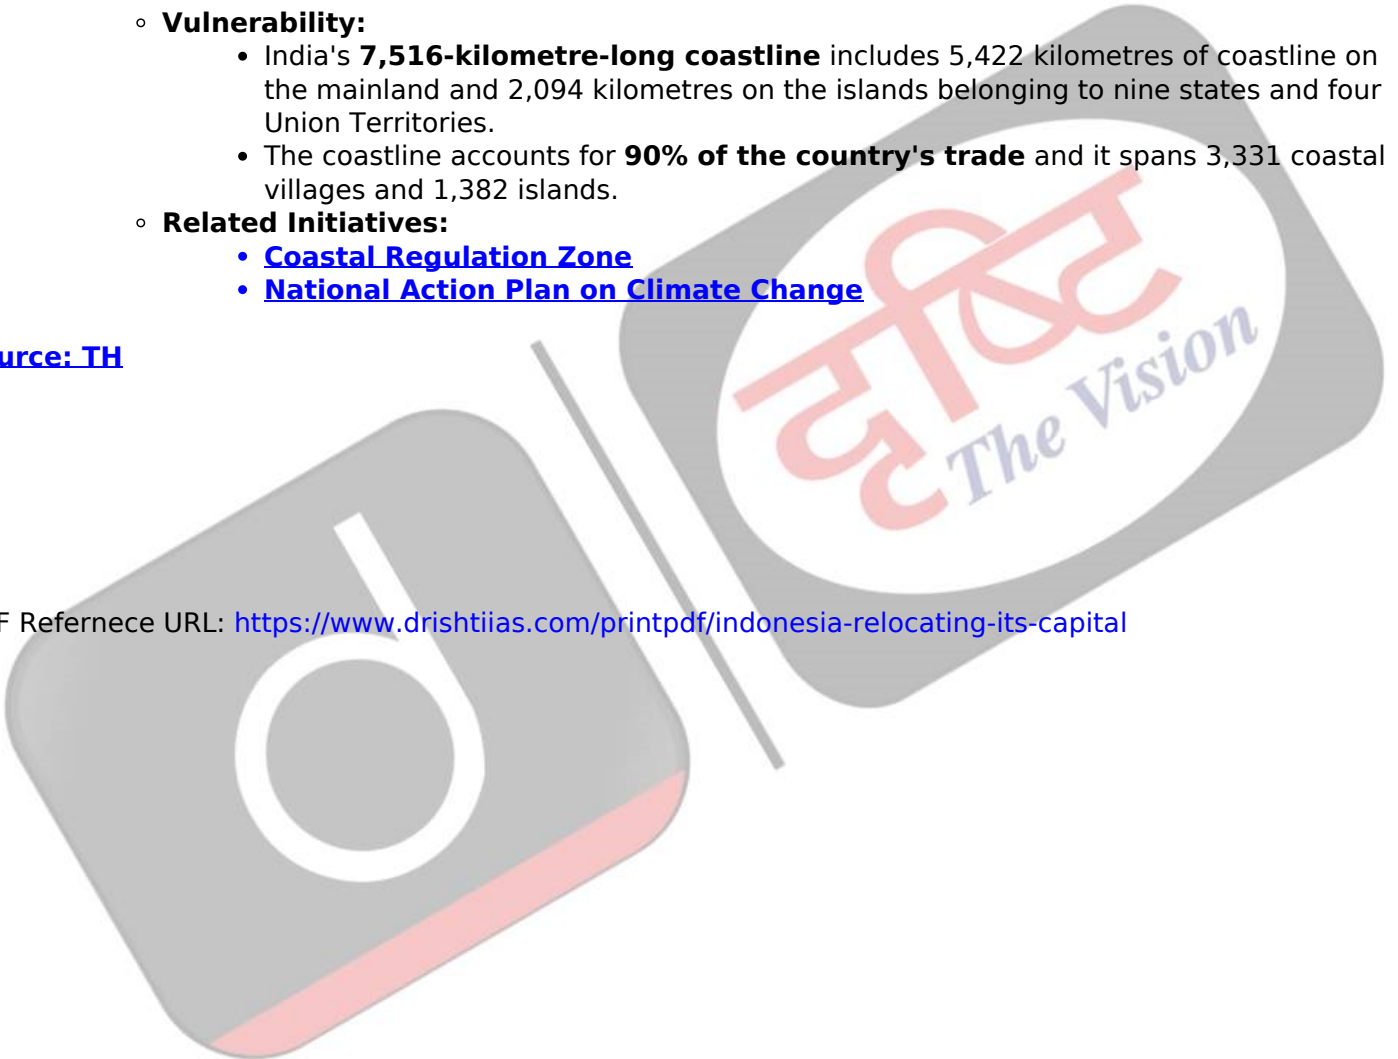 Vulnerability:
India's 7,516-kilometre-long coastline includes 5,422 kilometres of coastline on
the mainland and 2,094 kilometres on the islands belonging to nine states and four
Union Territories.
The coastline accounts for 90% of the country's trade and it spans 3,331 coastal
villages and 1,382 islands.
Related Initiatives:
Coastal Regulation Zone
National Action Plan on Climate Change
urce: TH
दृष्टि
The Vision
d
F Refernece URL: https://www.drishtiias.com/printpdf/indonesia-relocating-its-capital